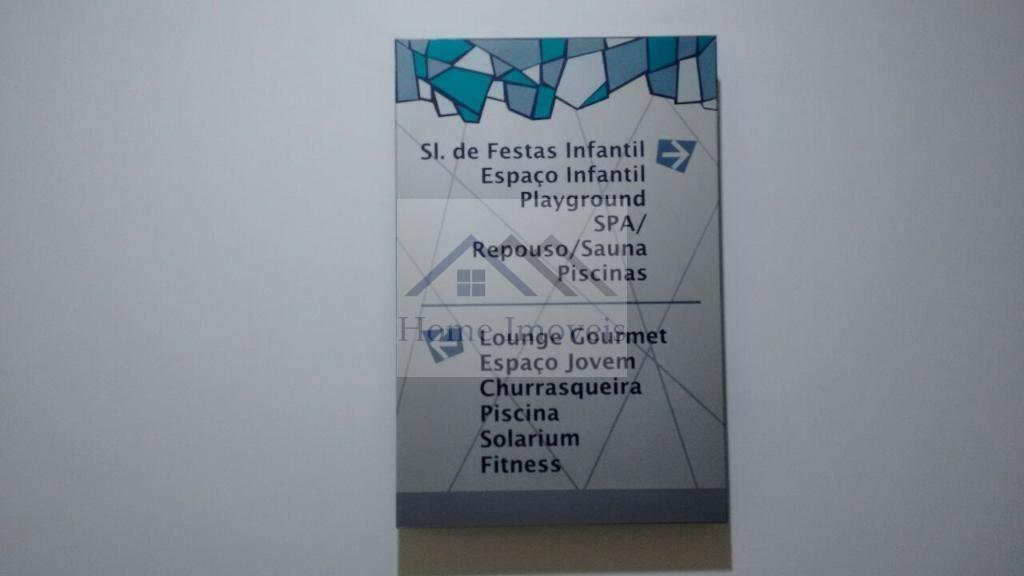 Sl. de Festas Infantil
Espaço Infantil
Playground
SPA/
Repouso/Sauna
Piscinas
Home Imoveis
Lounge Gourmet
Espaço Jovem
Churrasqueira
Piscina
Solarium
Fitness